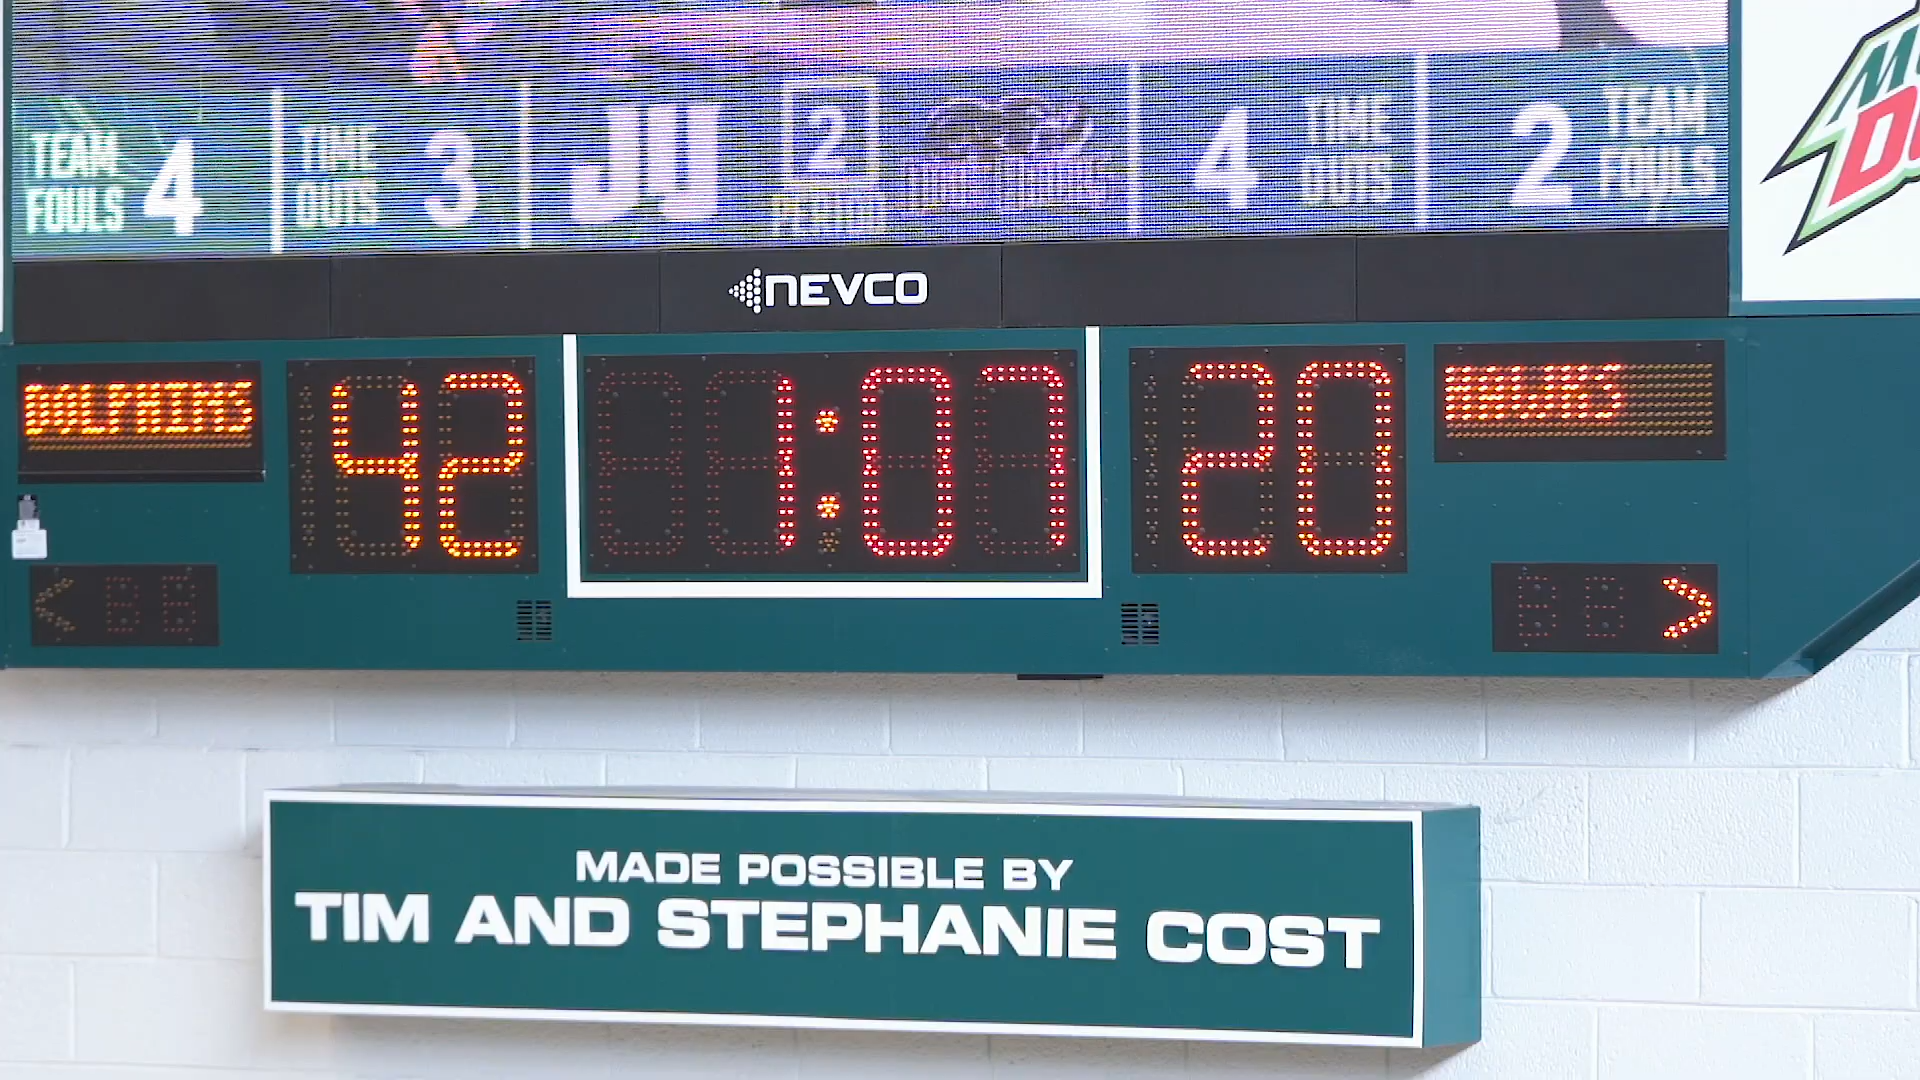 TEAM FOULS 4
TIME OUTS 3
JU
2
PERIOD
4 TIME OUTS
2 TEAM FOULS
NEVCO
DOLPHINS
42
1:07
20
HAWKS
<
>
MADE POSSIBLE BY
TIM AND STEPHANIE COST